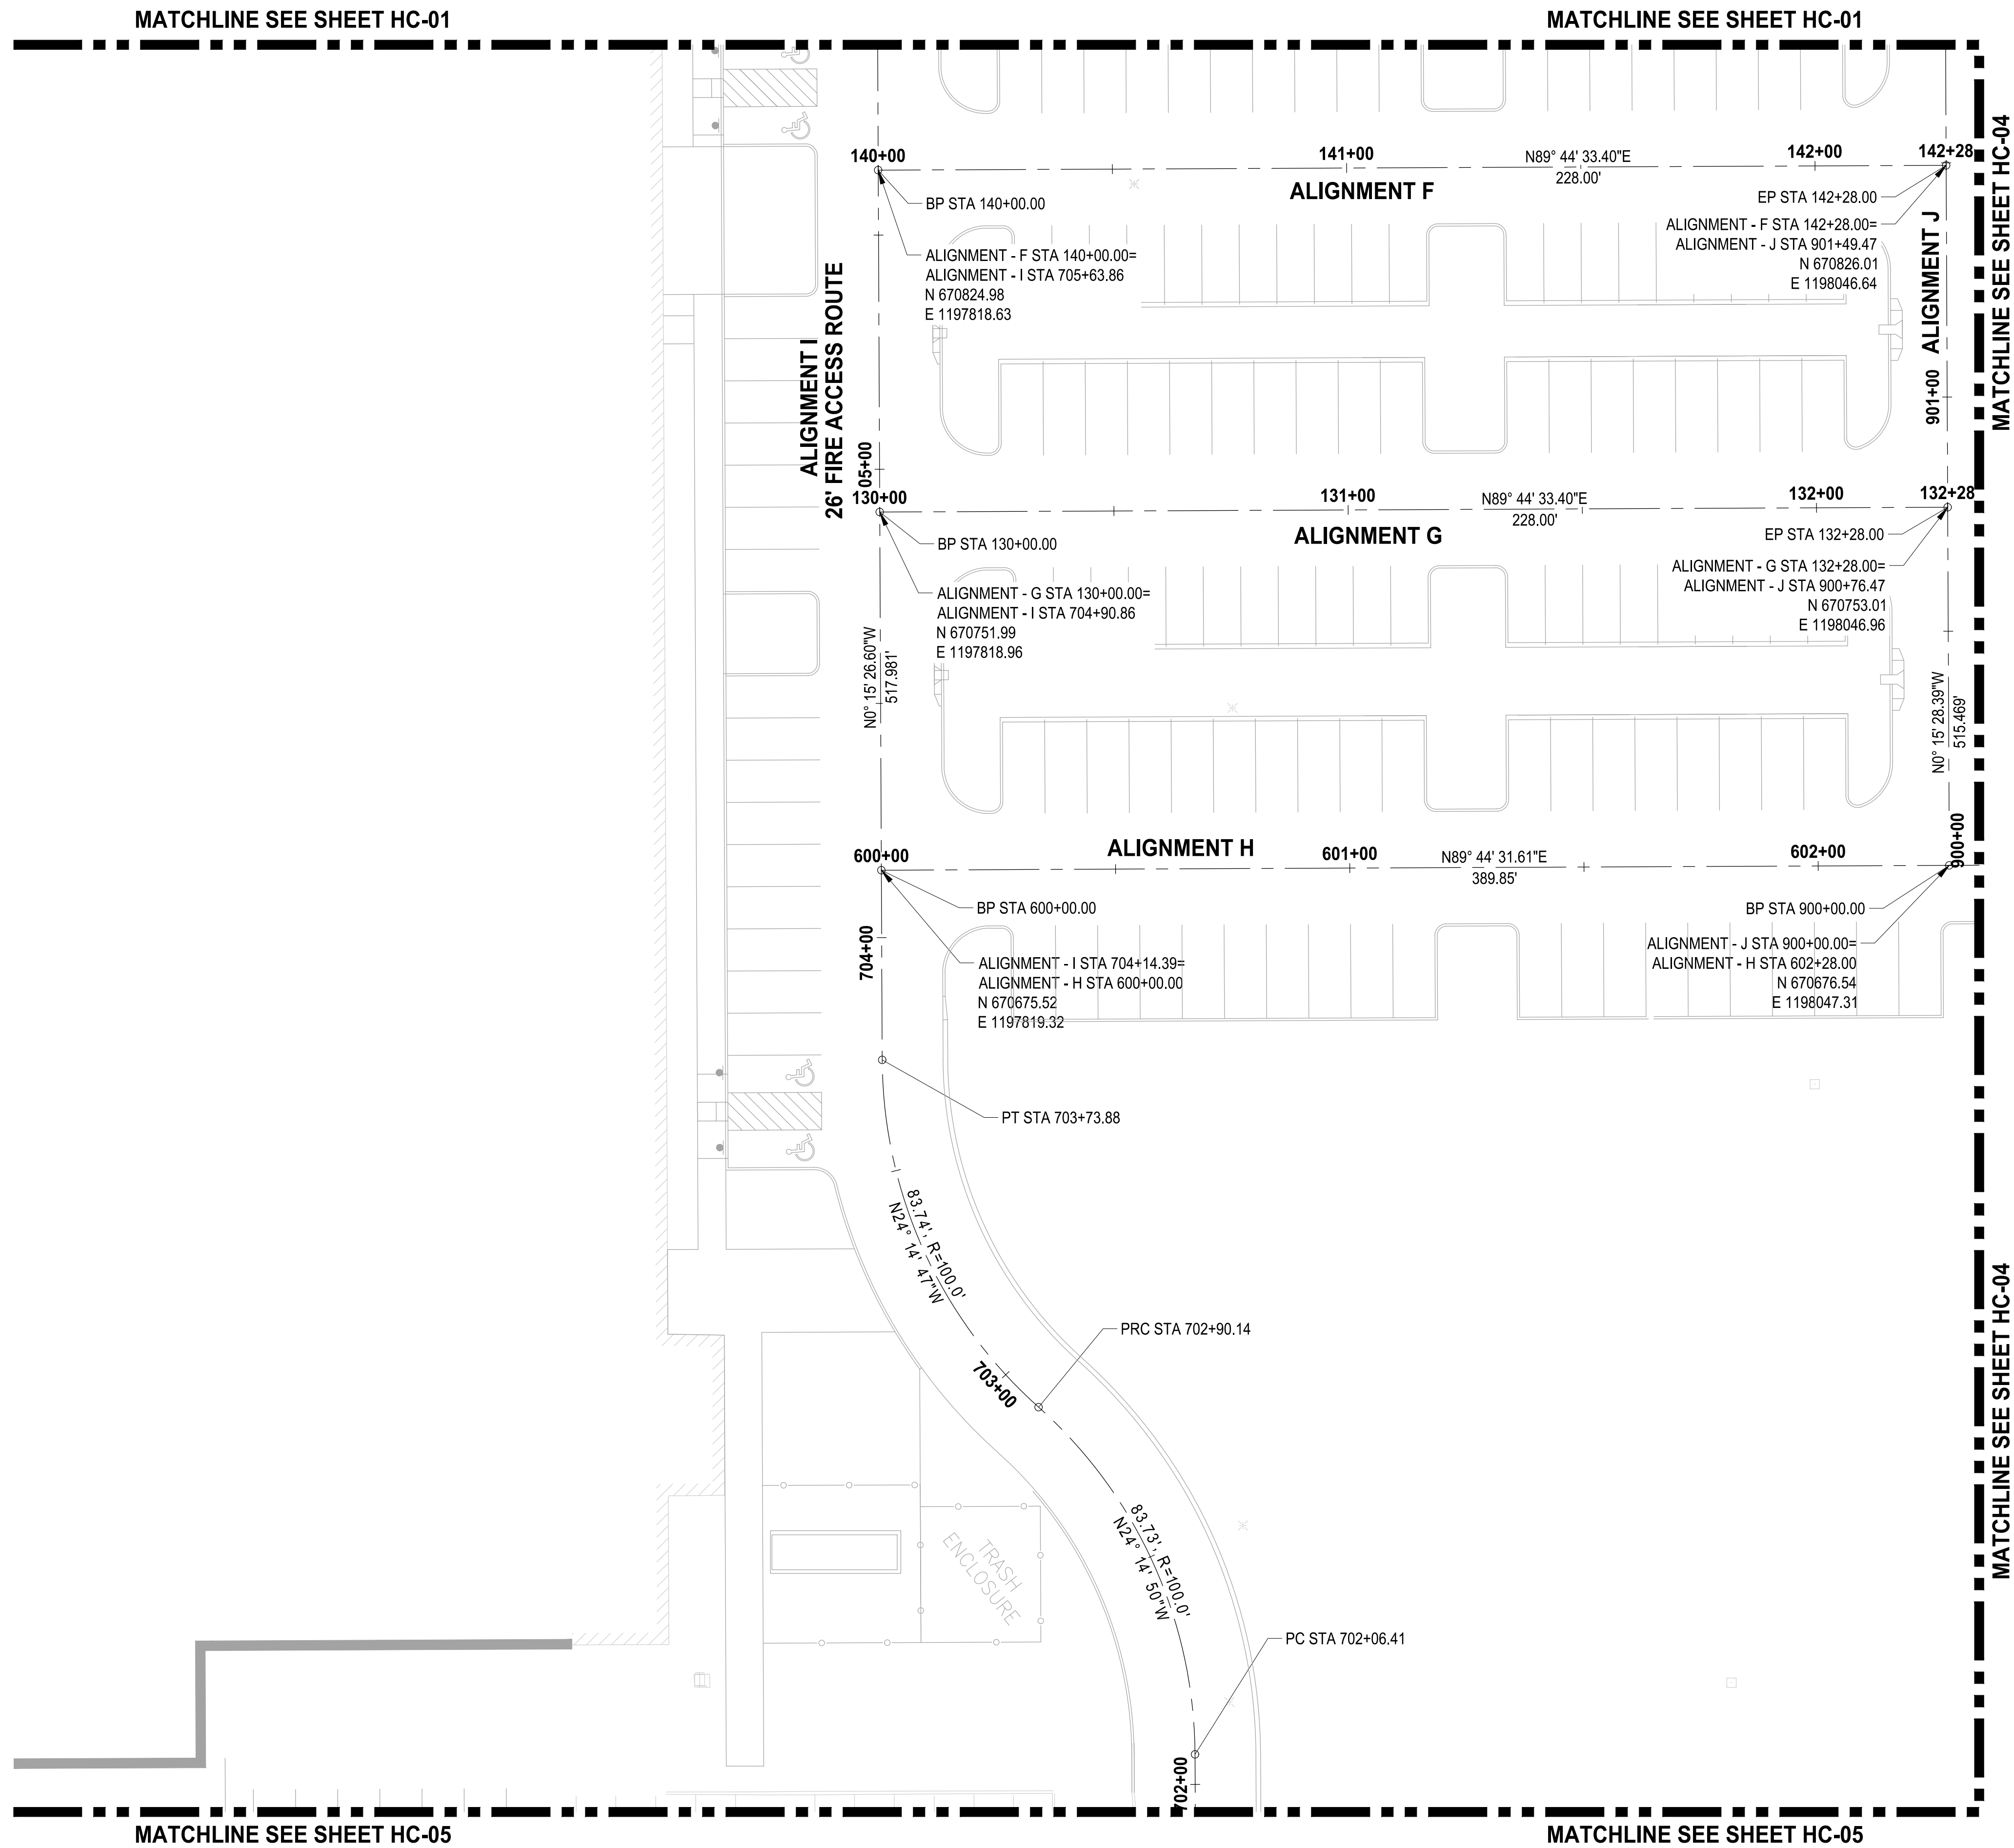 MATCHLINE SEE SHEET HC-01
MATCHLINE SEE SHEET HC-01
140+00
141+00
N89° 44' 33.40"E
228.00'
142+00
142+28
ALIGNMENT F
BP STA 140+00.00
EP STA 142+28.00
ALIGNMENT - F STA 140+00.00=
ALIGNMENT - I STA 705+63.86
N 670824.98
E 1197818.63
ALIGNMENT - F STA 142+28.00=
ALIGNMENT - J STA 901+49.47
N 670826.01
E 1198046.64
ALIGNMENT J
901+00
MATCHLINE SEE SHEET HC-04
ALIGNMENT I
26' FIRE ACCESS ROUTE
05+00
130+00
131+00
N89° 44' 33.40"E
228.00'
132+00
132+28
ALIGNMENT G
BP STA 130+00.00
EP STA 132+28.00
ALIGNMENT - G STA 130+00.00=
ALIGNMENT - I STA 704+90.86
N 670751.99
E 1197818.96
ALIGNMENT - G STA 132+28.00=
ALIGNMENT - J STA 900+76.47
N 670753.01
E 1198046.96
N0° 15' 26.60"W
517.981'
N0° 15' 28.39"W
515.469'
600+00
ALIGNMENT H
601+00
N89° 44' 31.61"E
389.85'
602+00
900+00
BP STA 600+00.00
BP STA 900+00.00
704+00
ALIGNMENT - I STA 704+14.39=
ALIGNMENT - H STA 600+00.00
N 670675.52
E 1197819.32
ALIGNMENT - J STA 900+00.00=
ALIGNMENT - H STA 602+28.00
N 670676.54
E 1198047.31
PT STA 703+73.88
83.74', R=100.0'
N24° 14' 47"W
PRC STA 702+90.14
703+00
83.73', R=100.0'
N24° 14' 50"W
TRASH
ENCLOSURE
PC STA 702+06.41
702+00
MATCHLINE SEE SHEET HC-04
MATCHLINE SEE SHEET HC-05
MATCHLINE SEE SHEET HC-05